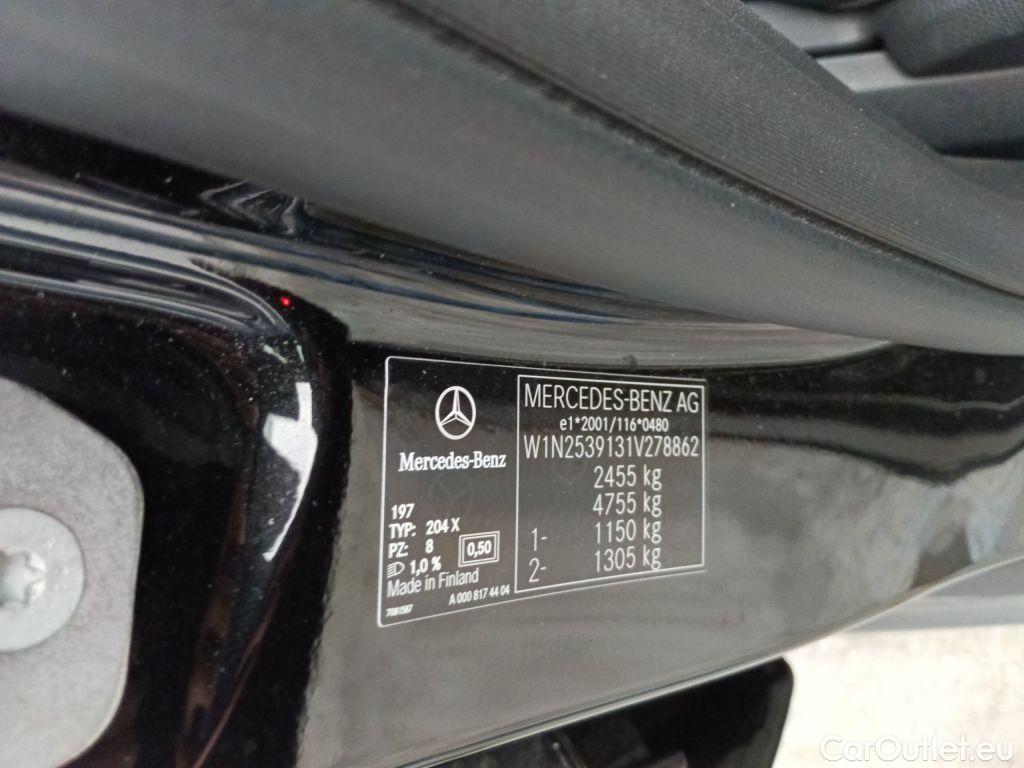 Mercedes-Benz
197
TYP: 204 X
PZ: 8
0,50
1,0 %
Made in Finland
7081587
A 000 817 44 04
MERCEDES-BENZ AG
e1*2001/116*0480
W1N2539131V278862
2455 kg
4755 kg
1- 1150 kg
2- 1305 kg
CarOutlet.eu